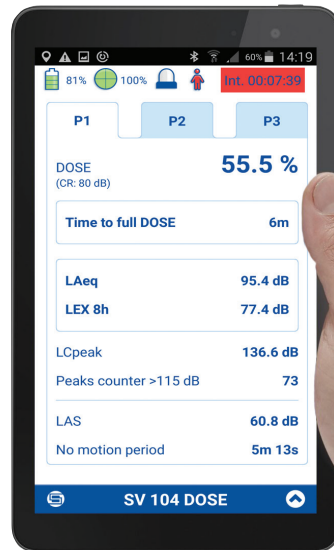 60% 14:19
81% 100% Int. 00:07:39
P1 P2 P3
DOSE 55.5 %
(CR: 80 dB)
Time to full DOSE 6m
LAeq 95.4 dB
LEX 8h 77.4 dB
LCpeak 136.6 dB
Peaks counter >115 dB 73
LAS 60.8 dB
No motion period 5m 13s
SV 104 DOSE